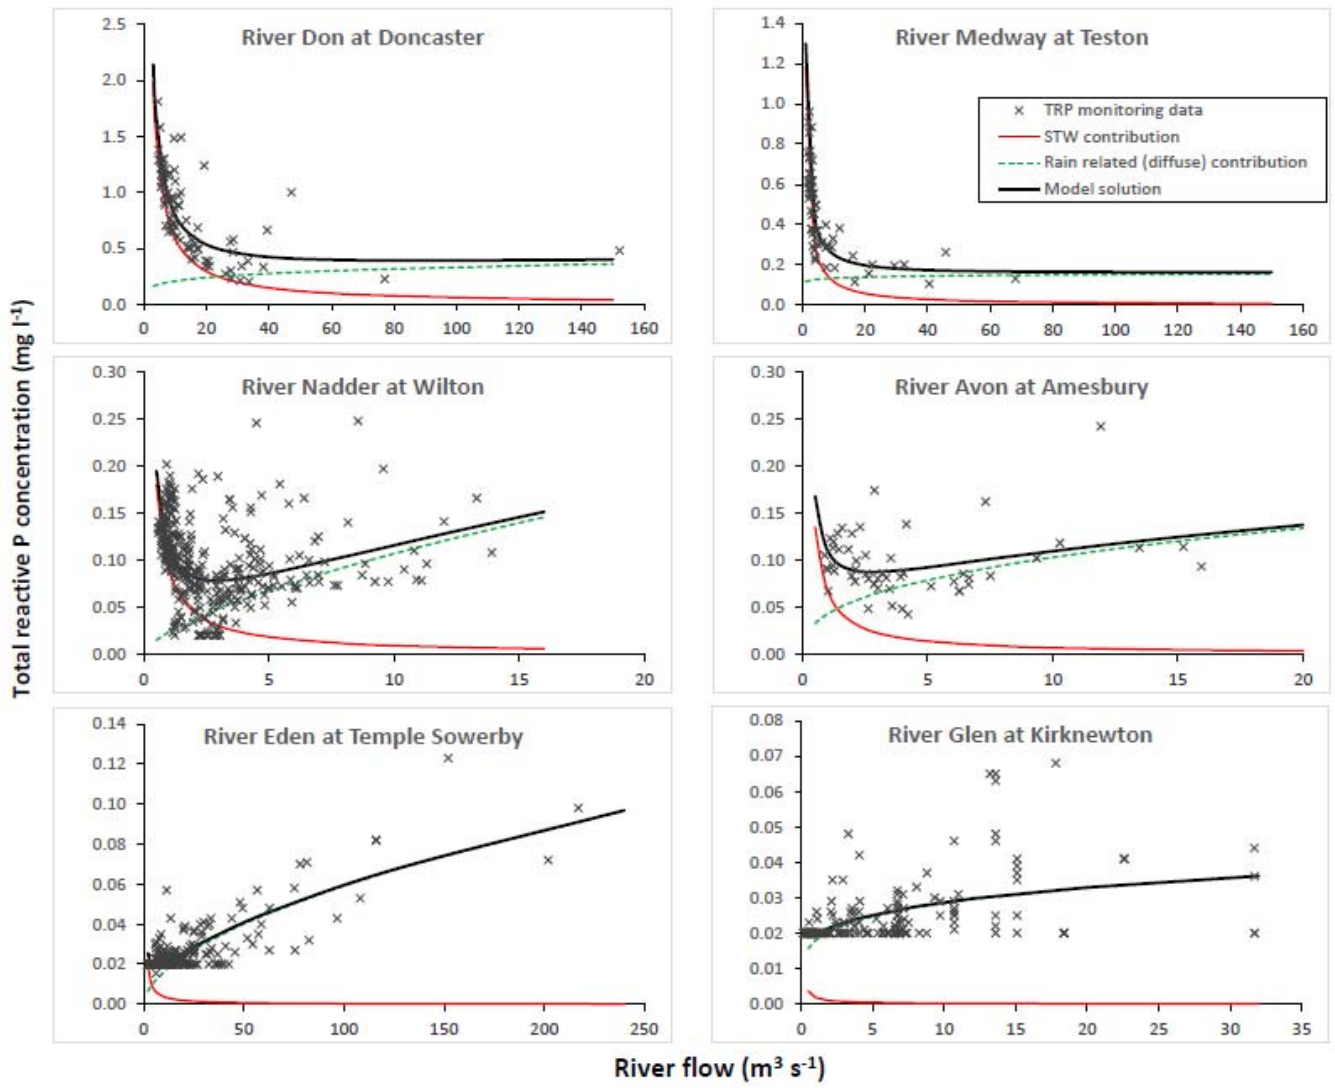 Total reactive P concentration (mg l-1)
River Don at Doncaster
2.5
2.0
1.5
1.0
0.5
0.0
0 20 40 60 80 100 120 140 160
River Medway at Teston
1.4
1.2
1.0
0.8
0.6
0.4
0.2
0.0
0 20 40 60 80 100 120 140 160
TRP monitoring data
STW contribution
Rain related (diffuse) contribution
Model solution
River Nadder at Wilton
0.30
0.25
0.20
0.15
0.10
0.05
0.00
0 5 10 15 20
River Avon at Amesbury
0.30
0.25
0.20
0.15
0.10
0.05
0.00
0 5 10 15 20
River Eden at Temple Sowerby
0.14
0.12
0.10
0.08
0.06
0.04
0.02
0.00
0 50 100 150 200 250
River Glen at Kirknewton
0.08
0.07
0.06
0.05
0.04
0.03
0.02
0.01
0.00
0 5 10 15 20 25 30 35
River flow (m3 s-1)